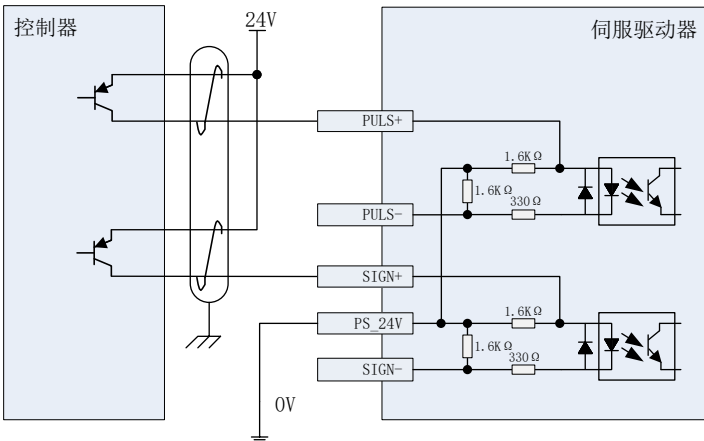 控制器
24V
伺服驱动器
PULS+
1.6KΩ
1.6KΩ
330Ω
PULS-
SIGN+
PS_24V
1.6KΩ
1.6KΩ
330Ω
SIGN-
0V